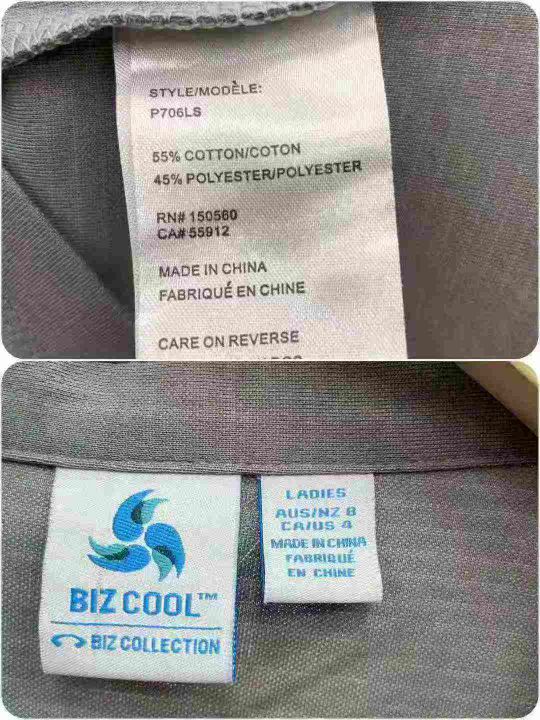 STYLE/MODÈLE:
P706LS
55% COTTON/COTON
45% POLYESTER/POLYESTER
RN# 150560
CA# 55912
MADE IN CHINA
FABRIQUÉ EN CHINE
CARE ON REVERSE
BIZ COOL™
BIZ COLLECTION
LADIES
AUS/NZ 8
CA/US 4
MADE IN CHINA
FABRIQUÉ
EN CHINE